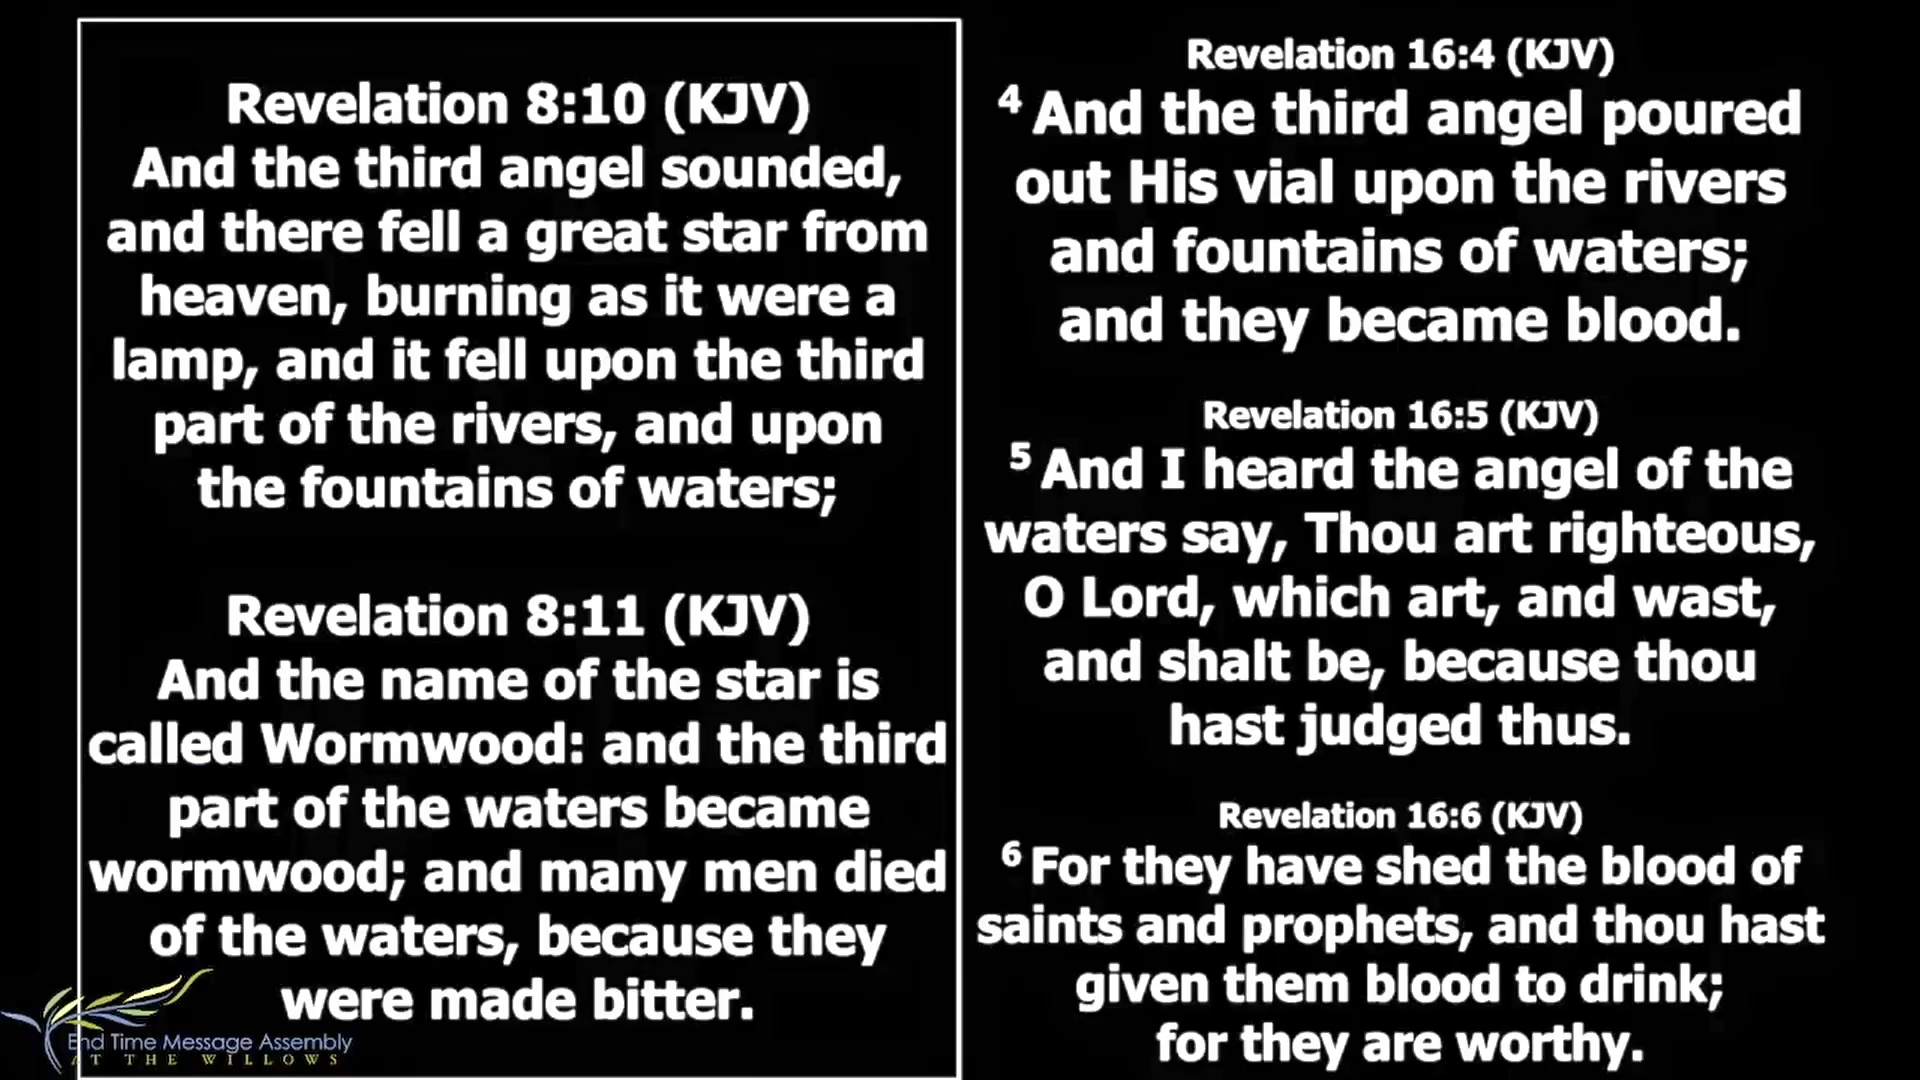 Revelation 8:10 (KJV)
And the third angel sounded,
and there fell a great star from
heaven, burning as it were a
lamp, and it fell upon the third
part of the rivers, and upon
the fountains of waters;
Revelation 8:11 (KJV)
And the name of the star is
called Wormwood: and the third
part of the waters became
wormwood; and many men died
of the waters, because they
were made bitter.
Revelation 16:4 (KJV)
4 And the third angel poured
out His vial upon the rivers
and fountains of waters;
and they became blood.
Revelation 16:5 (KJV)
5 And I heard the angel of the
waters say, Thou art righteous,
O Lord, which art, and wast,
and shalt be, because thou
hast judged thus.
Revelation 16:6 (KJV)
6 For they have shed the blood of
saints and prophets, and thou hast
given them blood to drink;
for they are worthy.
End Time Message Assembly
AT THE WILLOWS